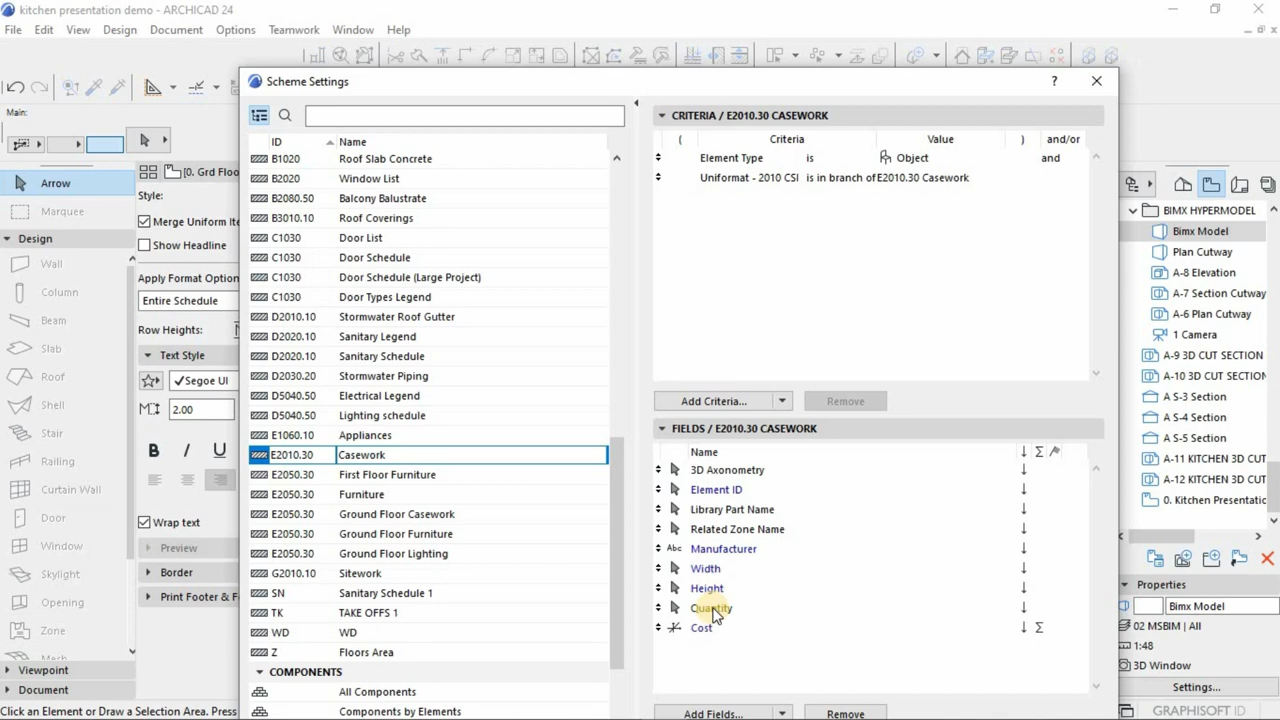 kitchen presentation demo - ARCHICAD 24
File Edit View Design Document Options Teamwork Window Help
Main:
Arrow
Marquee
Design
Wall
Column
Beam
Slab
Roof
Shell
Stair
Railing
Curtain Wall
Door
Window
Skylight
Opening
Zone
Mesh
Viewpoint
Document
Click an Element or Draw a Selection Area. Press
[0. Grd Floo
Style:
Merge Uniform Ite
Show Headline
Apply Format Option
Entire Schedule
Row Heights:
Text Style
Segoe UI
2.00
B I U
Wrap text
Preview
Border
Print Footer & F
Scheme Settings
?
ID Name
B1020 Roof Slab Concrete
B2020 Window List
B2080.50 Balcony Balustrate
B3010.10 Roof Coverings
C1030 Door List
C1030 Door Schedule
C1030 Door Schedule (Large Project)
C1030 Door Types Legend
D2010.10 Stormwater Roof Gutter
D2020.10 Sanitary Legend
D2020.10 Sanitary Schedule
D2030.20 Stormwater Piping
D5040.50 Electrical Legend
D5040.50 Lighting schedule
E1060.10 Appliances
E2010.30 Casework
E2050.30 First Floor Furniture
E2050.30 Furniture
E2050.30 Ground Floor Casework
E2050.30 Ground Floor Furniture
E2050.30 Ground Floor Lighting
G2010.10 Sitework
SN Sanitary Schedule 1
TK TAKE OFFS 1
WD WD
Z Floors Area
COMPONENTS
All Components
Components by Elements
CRITERIA / E2010.30 CASEWORK
( Criteria Value ) and/or
Element Type is Object and
Uniformat - 2010 CSI is in branch of E2010.30 Casework
Add Criteria... Remove
FIELDS / E2010.30 CASEWORK
Name
3D Axonometry
Element ID
Library Part Name
Related Zone Name
Abc Manufacturer
Width
Height
Quantity
Cost
Add Fields... Remove
BIMX HYPERMODEL
Bimx Model
Plan Cutway
A-8 Elevation
A-7 Section Cutway
A-6 Plan Cutway
1 Camera
A-9 3D CUT SECTION
A-10 3D CUT SECTION
A S-3 Section
A S-4 Section
A S-5 Section
A-11 KITCHEN 3D CUT
A-12 KITCHEN 3D CUT
0. Kitchen Presentatic
Properties
Bimx Model
02 MSBIM | All
1:48
3D Window
Settings...
GRAPHISOFT ID